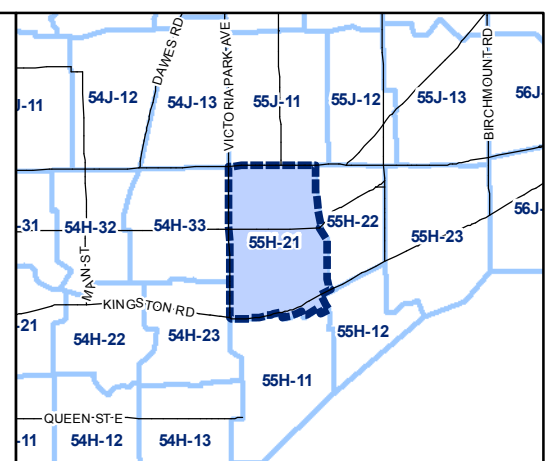 DAWES RD
VICTORIA PARK AVE
BIRCHMOUNT RD
J-11
54J-12
54J-13
55J-11
55J-12
55J-13
56J-
-31
54H-32
54H-33
55H-21
55H-22
55H-23
56J-
MAIN ST
KINGSTON RD
-21
54H-22
54H-23
55H-12
55H-11
QUEEN ST E
-11
54H-12
54H-13